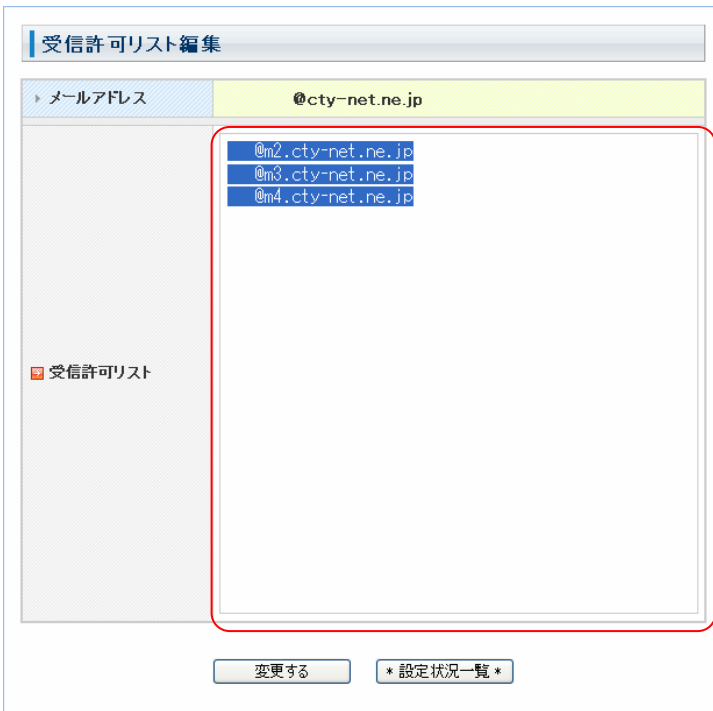 受信許可リスト編集
メールアドレス
@cty-net.ne.jp
@m2.cty-net.ne.jp
@m3.cty-net.ne.jp
@m4.cty-net.ne.jp
受信許可リスト
変更する
* 設定状況一覧 *